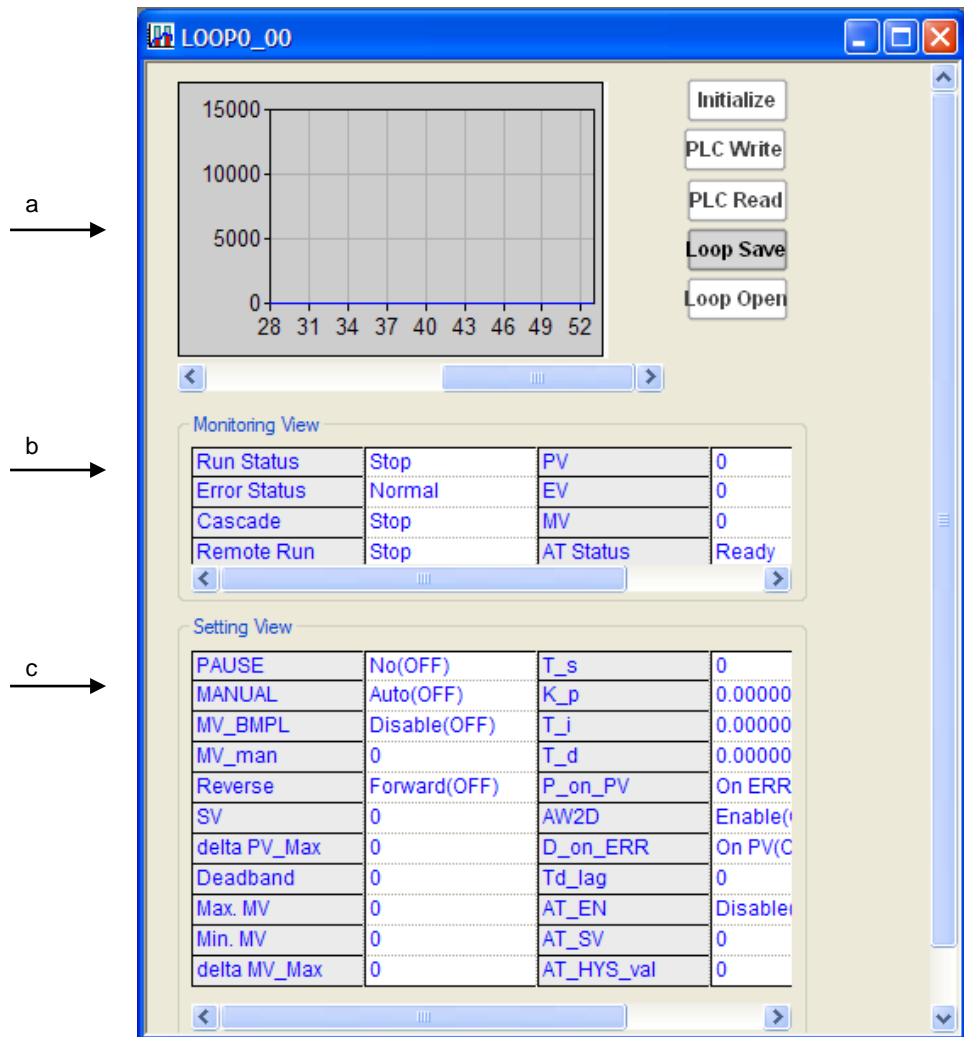 LOOP0_00
a
15000
10000
5000
0
28 31 34 37 40 43 46 49 52
Initialize
PLC Write
PLC Read
Loop Save
Loop Open
b
Monitoring View
Run Status Stop PV 0
Error Status Normal EV 0
Cascade Stop MV 0
Remote Run Stop AT Status Ready
c
Setting View
PAUSE No(OFF) T_s 0
MANUAL Auto(OFF) K_p 0.00000
MV_BMPL Disable(OFF) T_i 0.00000
MV_man 0 T_d 0.00000
Reverse Forward(OFF) P_on_PV On ERR
SV 0 AW2D Enable(
delta PV_Max 0 D_on_ERR On PV(O
Deadband 0 Td_lag 0
Max. MV 0 AT_EN Disable(
Min. MV 0 AT_SV 0
delta MV_Max 0 AT_HYS_val 0